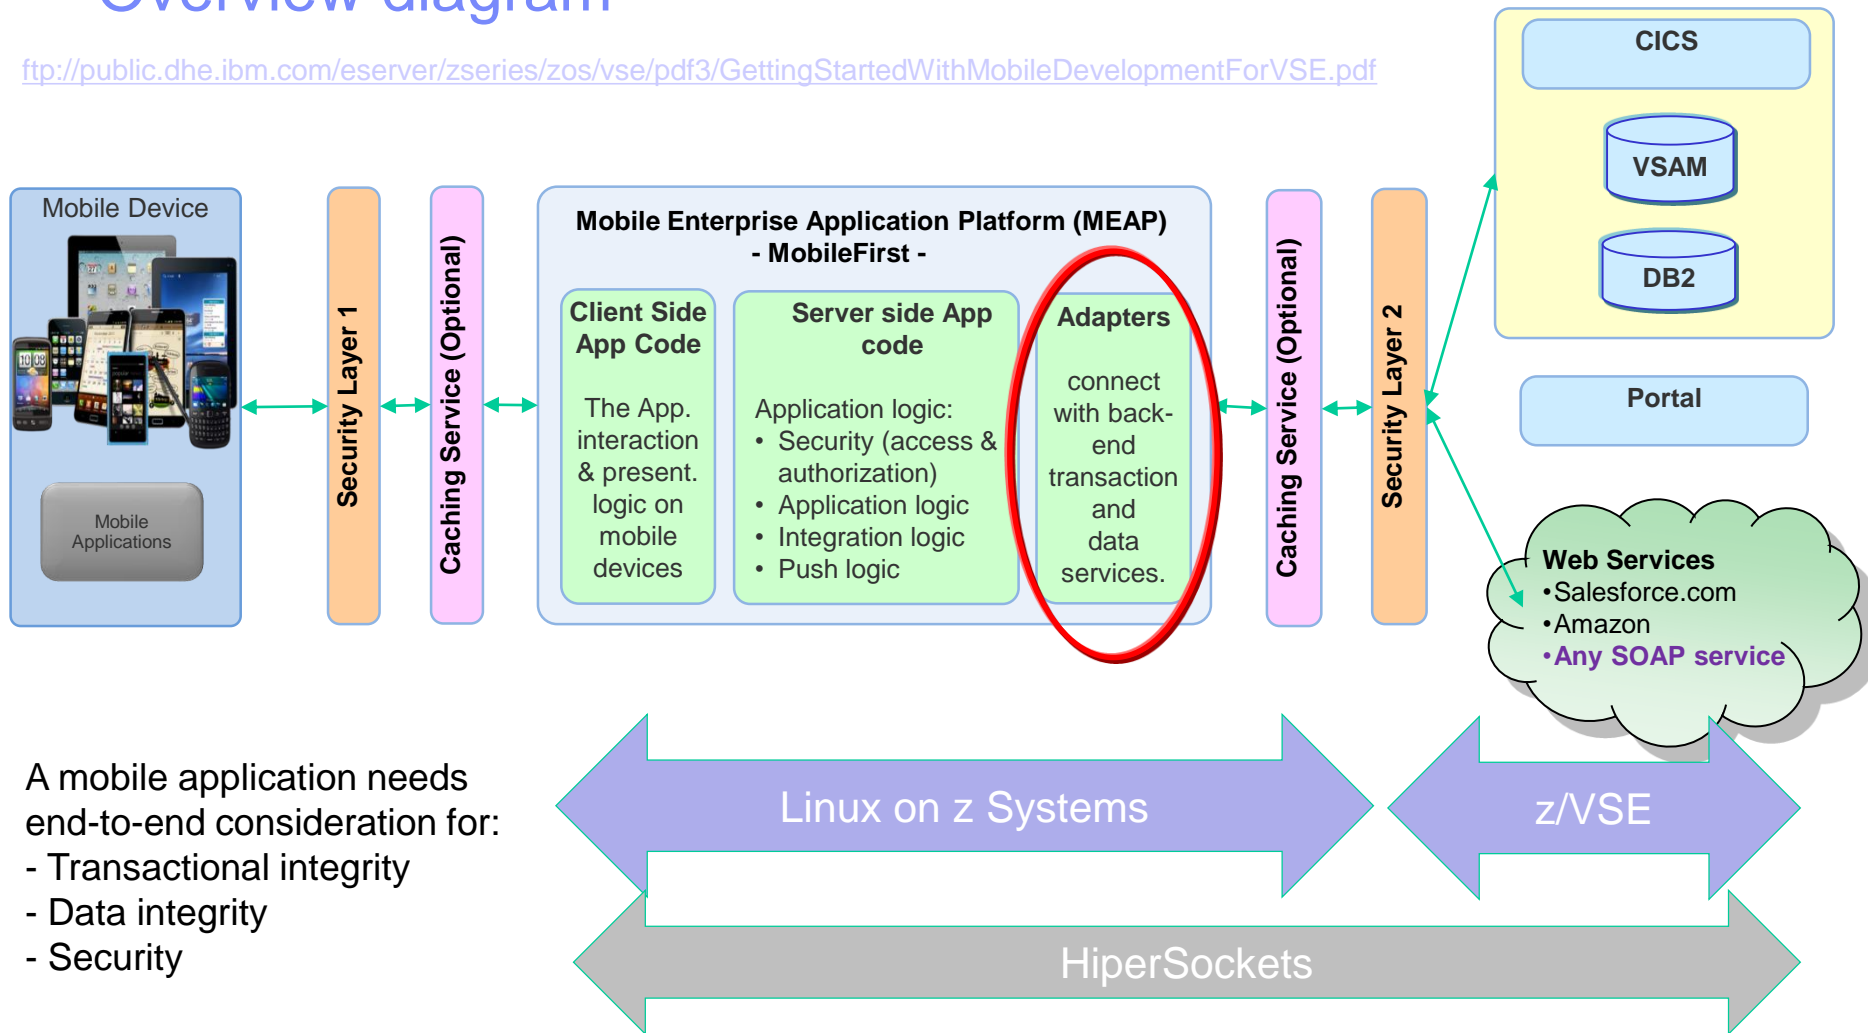 Overview diagram
ftp://public.dhe.ibm.com/eserver/zseries/zos/vse/pdf3/GettingStartedWithMobileDevelopmentForVSE.pdf
Mobile Device
Mobile
Applications
Security Layer 1
Caching Service (Optional)
Mobile Enterprise Application Platform (MEAP)
- MobileFirst -
Client Side
App Code
The App.
interaction
& present.
logic on
mobile
devices
Server side App
code
Application logic:
• Security (access &
authorization)
• Application logic
• Integration logic
• Push logic
Adapters
connect
with back-
end
transaction
and
data
services.
Caching Service (Optional)
Security Layer 2
CICS
VSAM
DB2
Portal
Web Services
•Salesforce.com
•Amazon
•Any SOAP service
A mobile application needs
end-to-end consideration for:
- Transactional integrity
- Data integrity
- Security
Linux on z Systems
z/VSE
HiperSockets